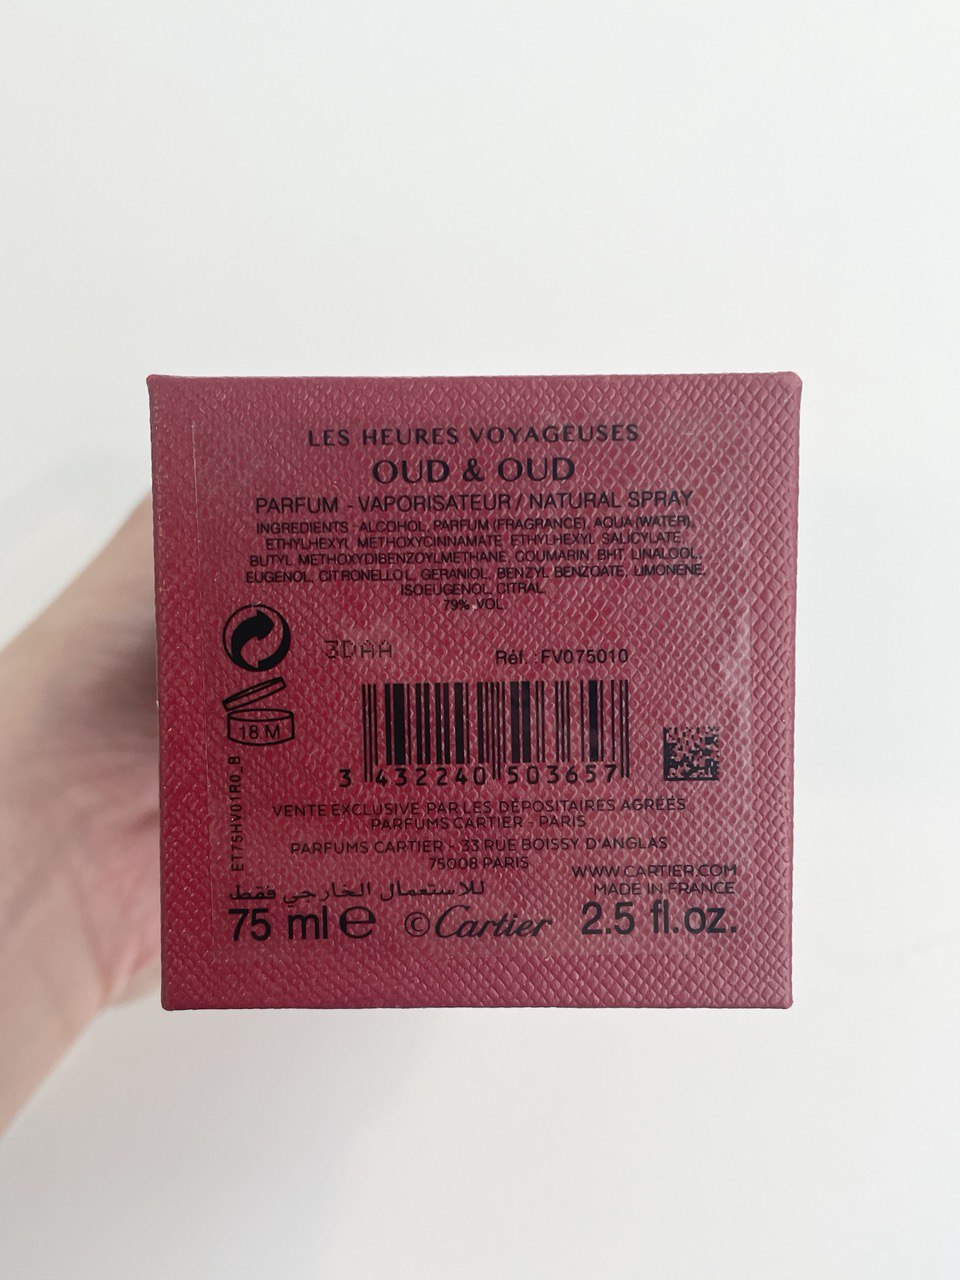 LES HEURES VOYAGEUSES
OUD & OUD
PARFUM - VAPORISATEUR / NATURAL SPRAY
INGREDIENTS : ALCOHOL, PARFUM (FRAGRANCE), AQUA (WATER),
ETHYLHEXYL METHOXYCINNAMATE, ETHYLHEXYL SALICYLATE,
BUTYL METHOXYDIBENZOYLMETHANE, COUMARIN, BHT, LINALOOL,
EUGENOL, CITRONELLOL, GERANIOL, BENZYL BENZOATE, LIMONENE,
ISOEUGENOL, CITRAL.
79% VOL.
3DAA
Réf. : FV075010
18 M
3 432240 503657
ET75HV01R0_B
VENTE EXCLUSIVE PAR LES DÉPOSITAIRES AGRÉÉS
PARFUMS CARTIER - PARIS
PARFUMS CARTIER - 33 RUE BOISSY D'ANGLAS
75008 PARIS
WWW.CARTIER.COM
MADE IN FRANCE
للاستعمال الخارجي فقط
75 ml e © Cartier 2.5 fl.oz.